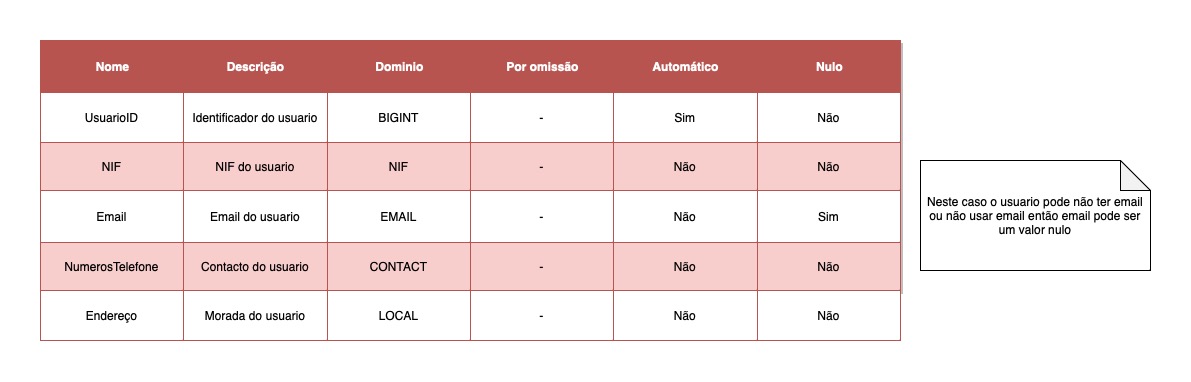 Nome Descrição Dominio Por omissão Automático Nulo
UsuarioID Identificador do usuario BIGINT - Sim Não
NIF NIF do usuario NIF - Não Não
Email Email do usuario EMAIL - Não Sim
NumerosTelefone Contacto do usuario CONTACT - Não Não
Endereço Morada do usuario LOCAL - Não Não
Neste caso o usuario pode não ter email
ou não usar email então email pode ser
um valor nulo